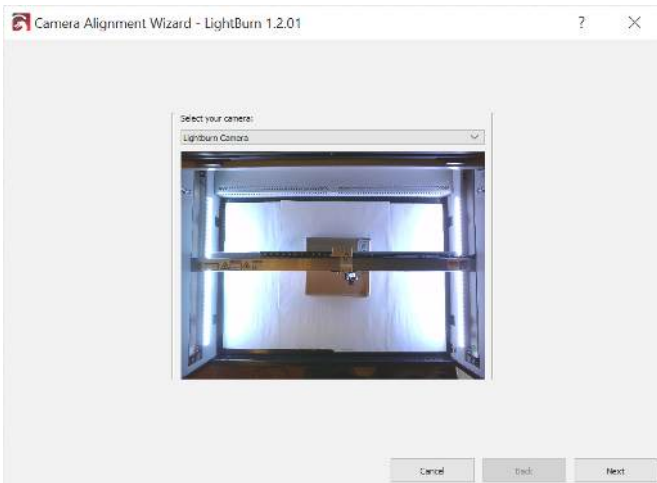 Camera Alignment Wizard - LightBurn 1.2.01
Select your camera:
Lightburn Camera
Cancel
Back
Next